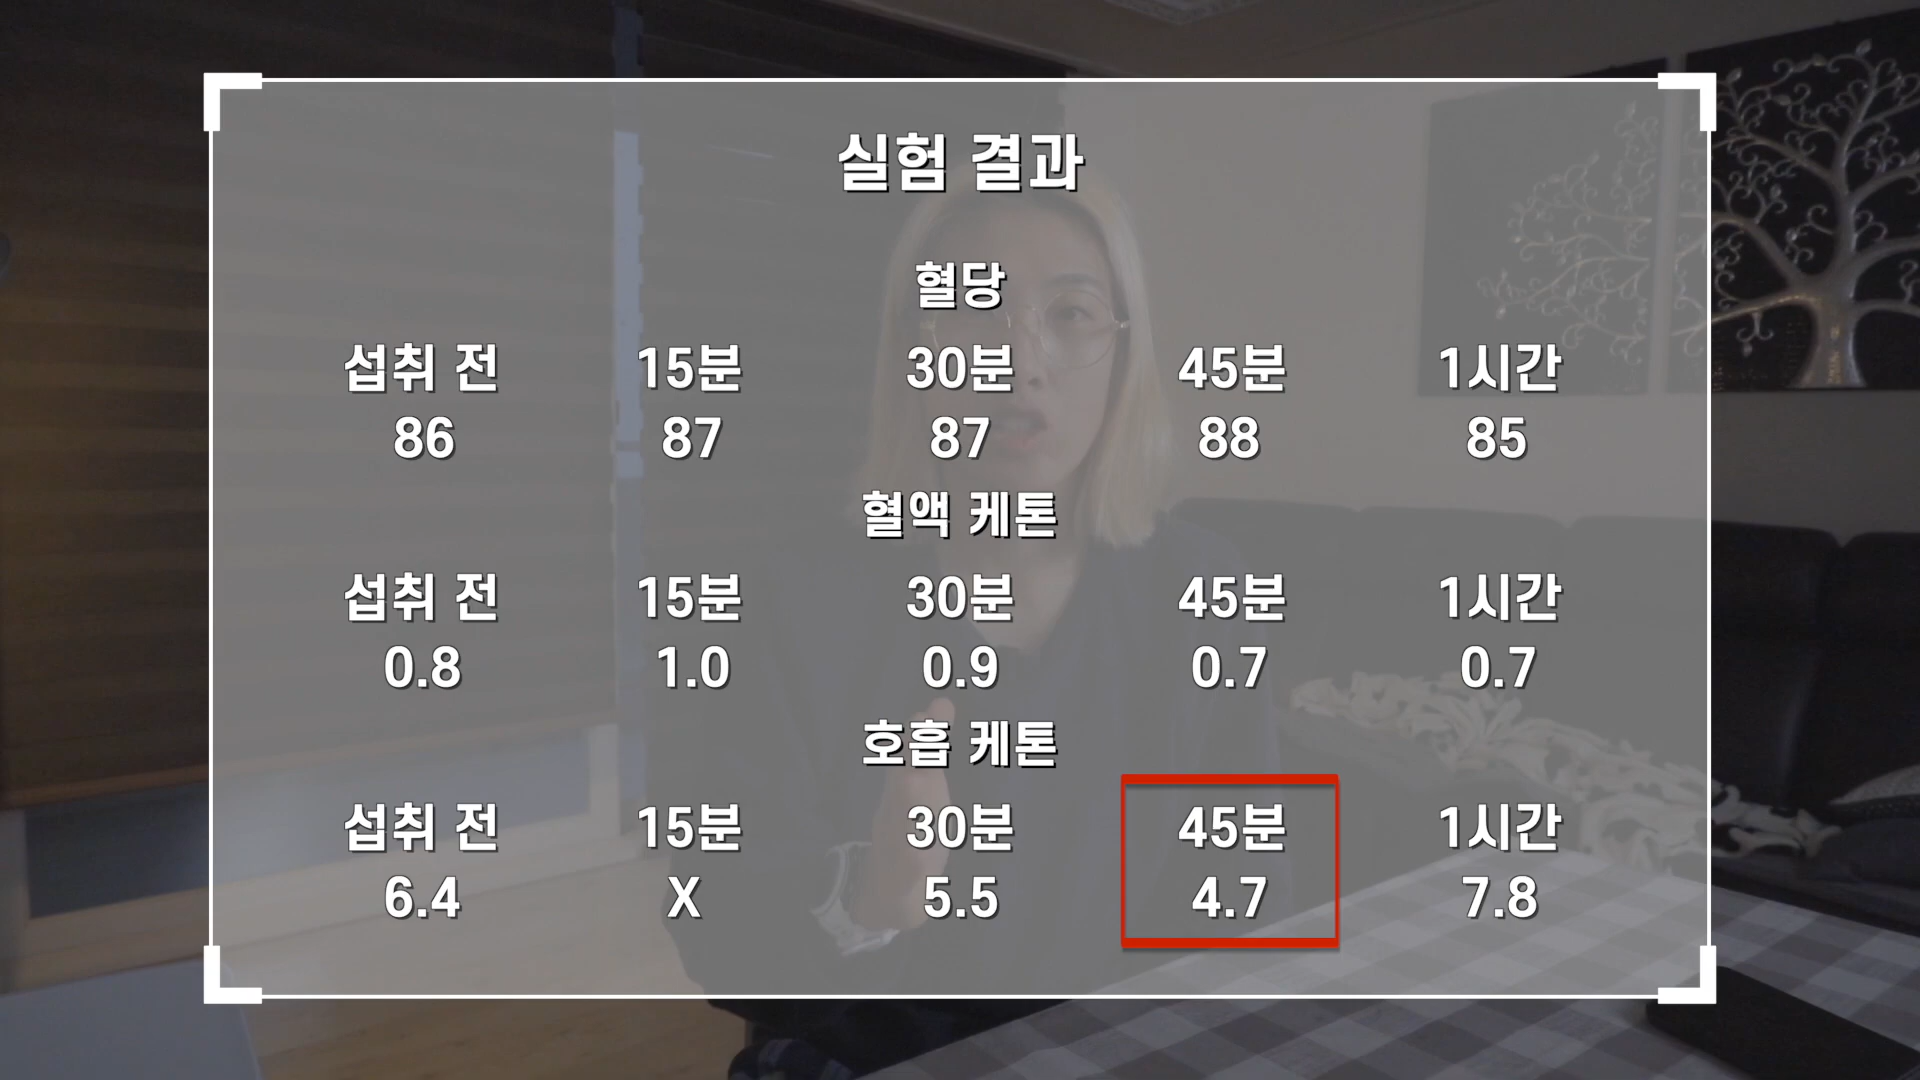 실험 결과
혈당
섭취 전 15분 30분 45분 1시간
86 87 87 88 85
혈액 케톤
섭취 전 15분 30분 45분 1시간
0.8 1.0 0.9 0.7 0.7
호흡 케톤
섭취 전 15분 30분 45분 1시간
6.4 X 5.5 4.7 7.8